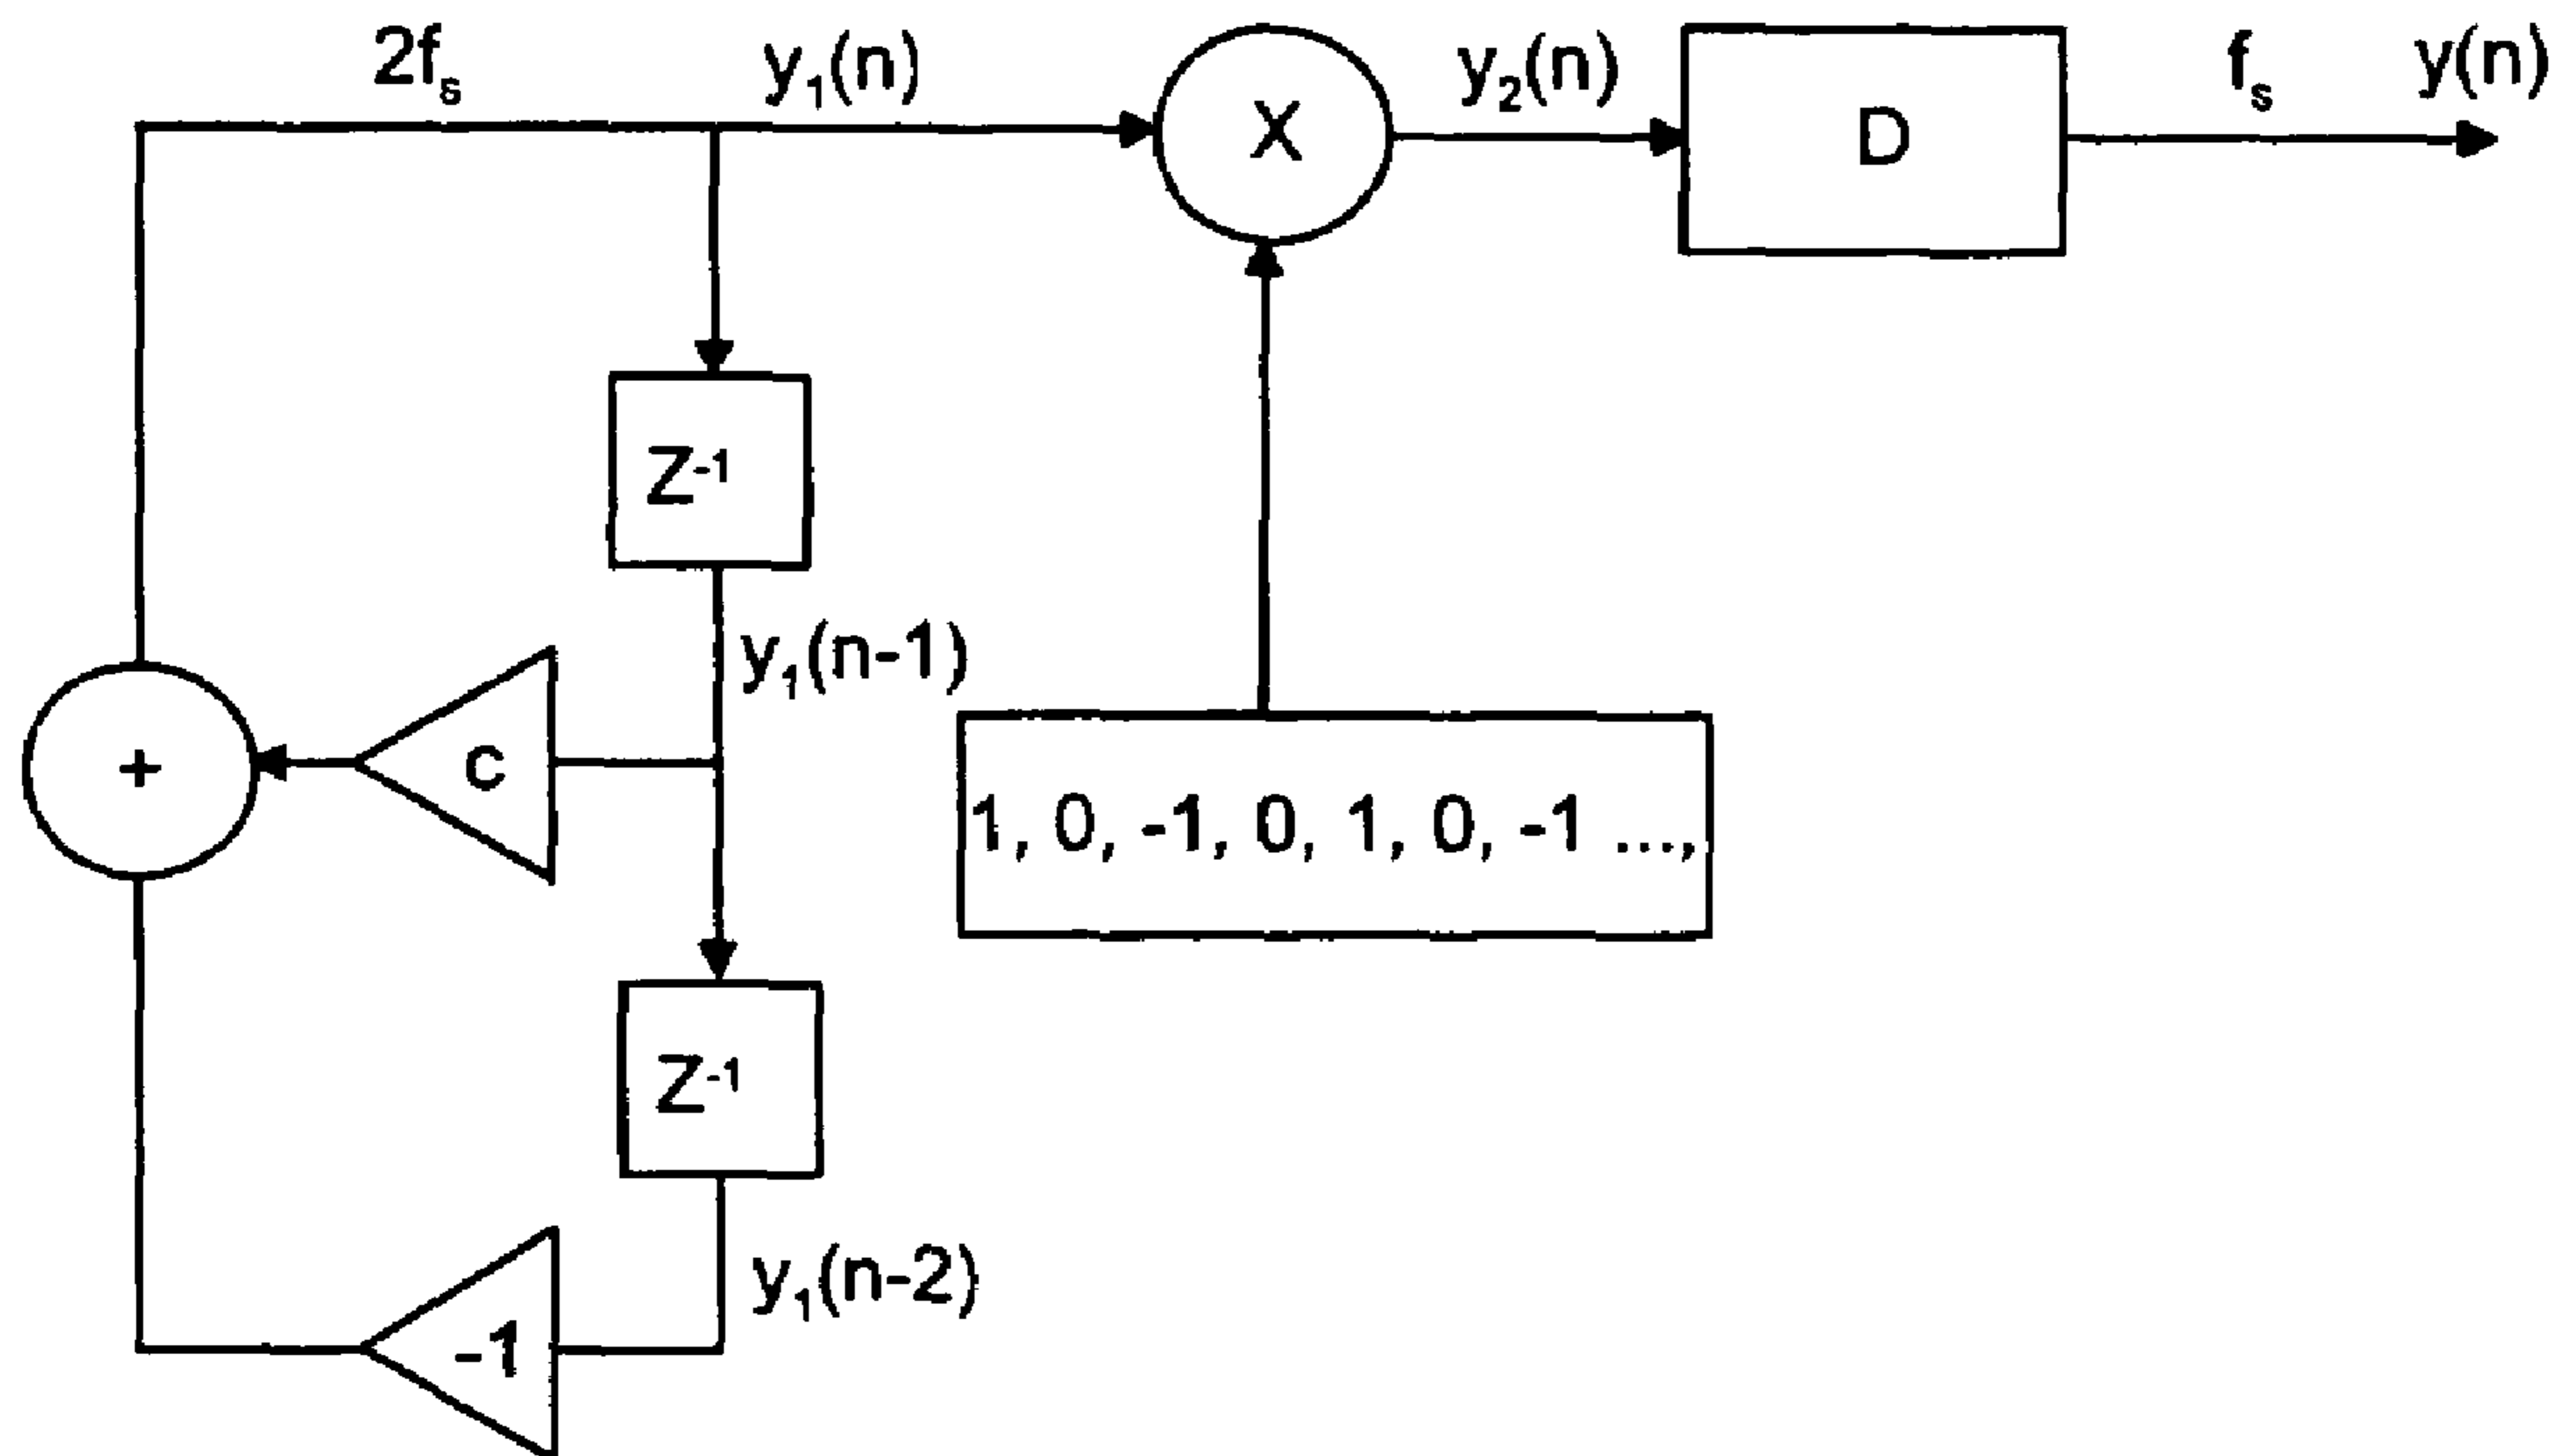 2fₛ
y₁(n)
X
y₂(n)
D
fₛ
y(n)
Z⁻¹
y₁(n-1)
+
c
1, 0, -1, 0, 1, 0, -1 ...,
Z⁻¹
y₁(n-2)
-1